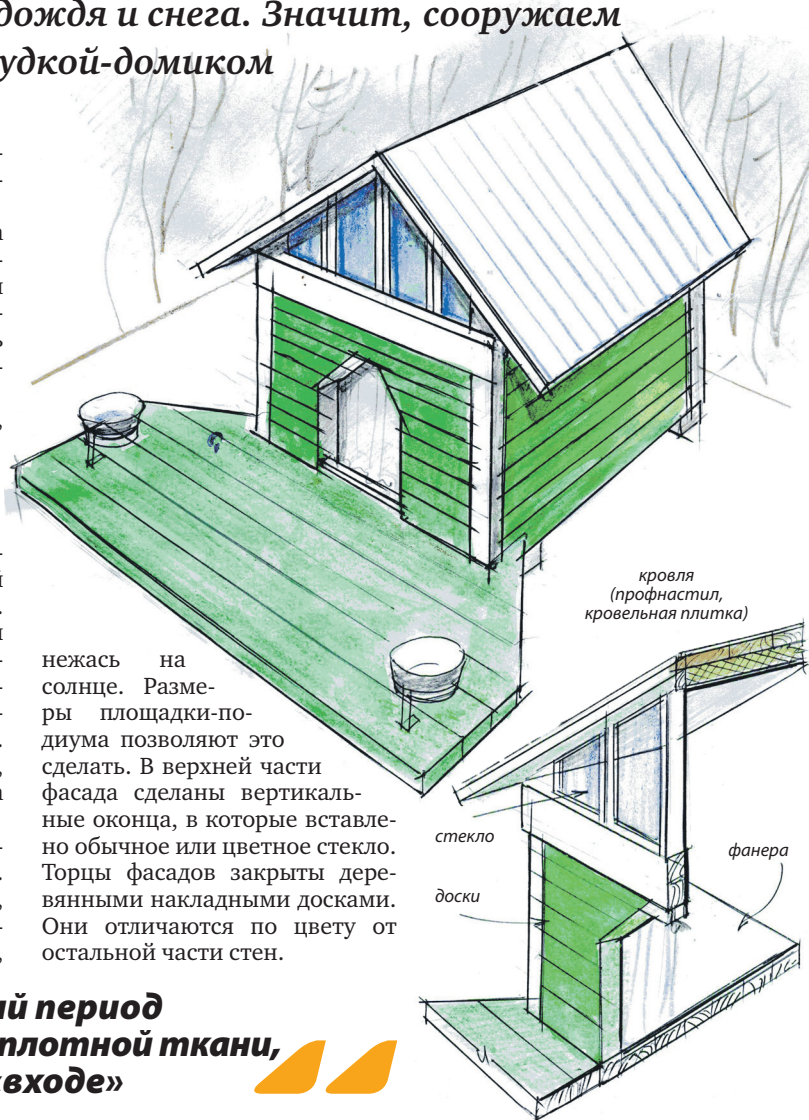 дождя и снега. Значит, сооружаем
удкой-домиком
кровля
(профнастил,
кровельная плитка)
нежась на
солнце. Разме-
ры площадки-по-
диума позволяют это
сделать. В верхней части
фасада сделаны вертикаль-
ные оконца, в которые вставле-
но обычное или цветное стекло.
Торцы фасадов закрыты дере-
вянными накладными досками.
Они отличаются по цвету от
остальной части стен.
стекло
доски
фанера
ий период
плотной ткани,
«входе»